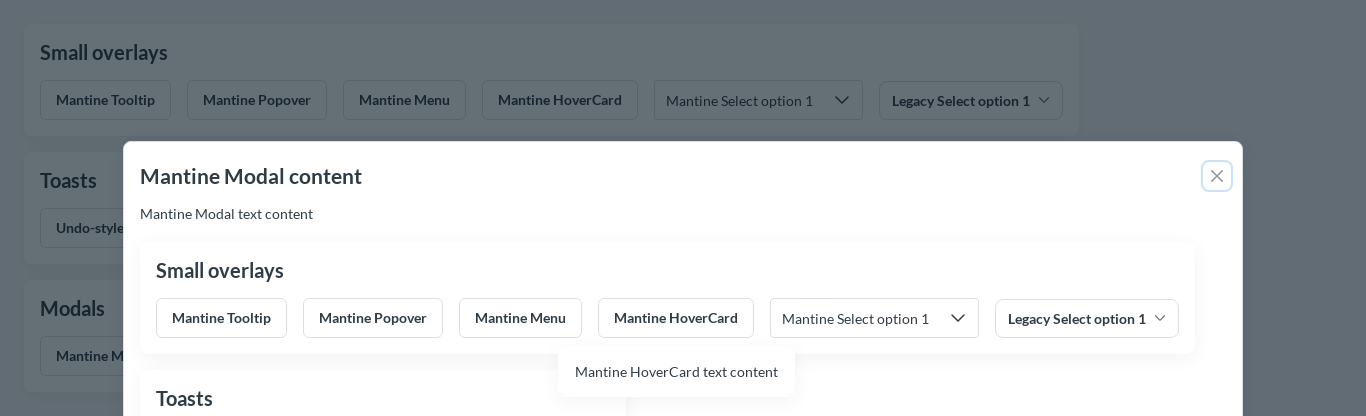 Small overlays
Mantine Tooltip Mantine Popover Mantine Menu Mantine HoverCard Mantine Select option 1 Legacy Select option 1
Toasts
Undo-style
Modals
Mantine M
Mantine Modal content
Mantine Modal text content
Small overlays
Mantine Tooltip Mantine Popover Mantine Menu Mantine HoverCard Mantine Select option 1 Legacy Select option 1
Mantine HoverCard text content
Toasts